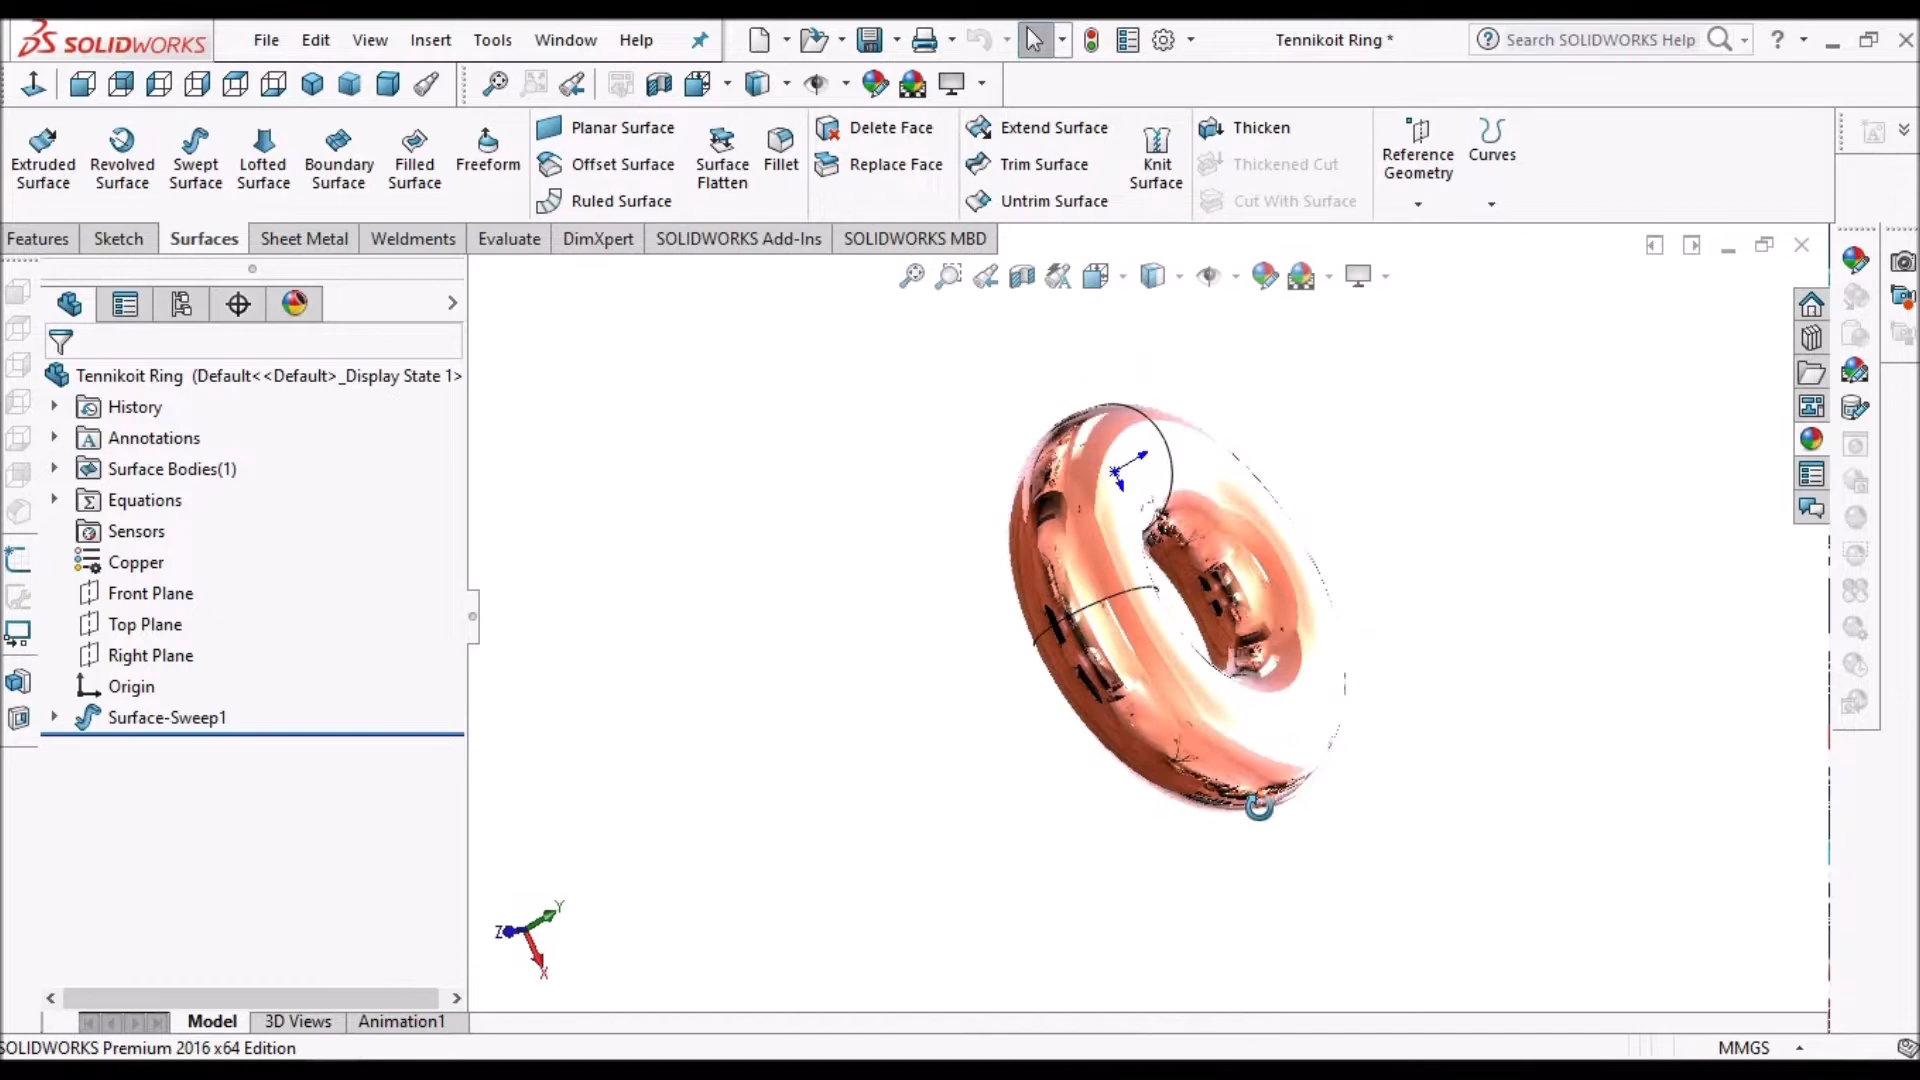 SOLIDWORKS File Edit View Insert Tools Window Help Tennikoit Ring * Search SOLIDWORKS Help ?
Extruded Surface
Revolved Surface
Swept Surface
Lofted Surface
Boundary Surface
Filled Surface
Freeform
Planar Surface
Offset Surface
Ruled Surface
Surface Flatten
Fillet
Delete Face
Replace Face
Extend Surface
Trim Surface
Untrim Surface
Knit Surface
Thicken
Thickened Cut
Cut With Surface
Reference Geometry
Curves
Features Sketch Surfaces Sheet Metal Weldments Evaluate DimXpert SOLIDWORKS Add-Ins SOLIDWORKS MBD
Tennikoit Ring (Default<<Default>_Display State 1>
History
Annotations
Surface Bodies(1)
Equations
Sensors
Copper
Front Plane
Top Plane
Right Plane
Origin
Surface-Sweep1
Y
Z
X
Model 3D Views Animation1
SOLIDWORKS Premium 2016 x64 Edition MMGS